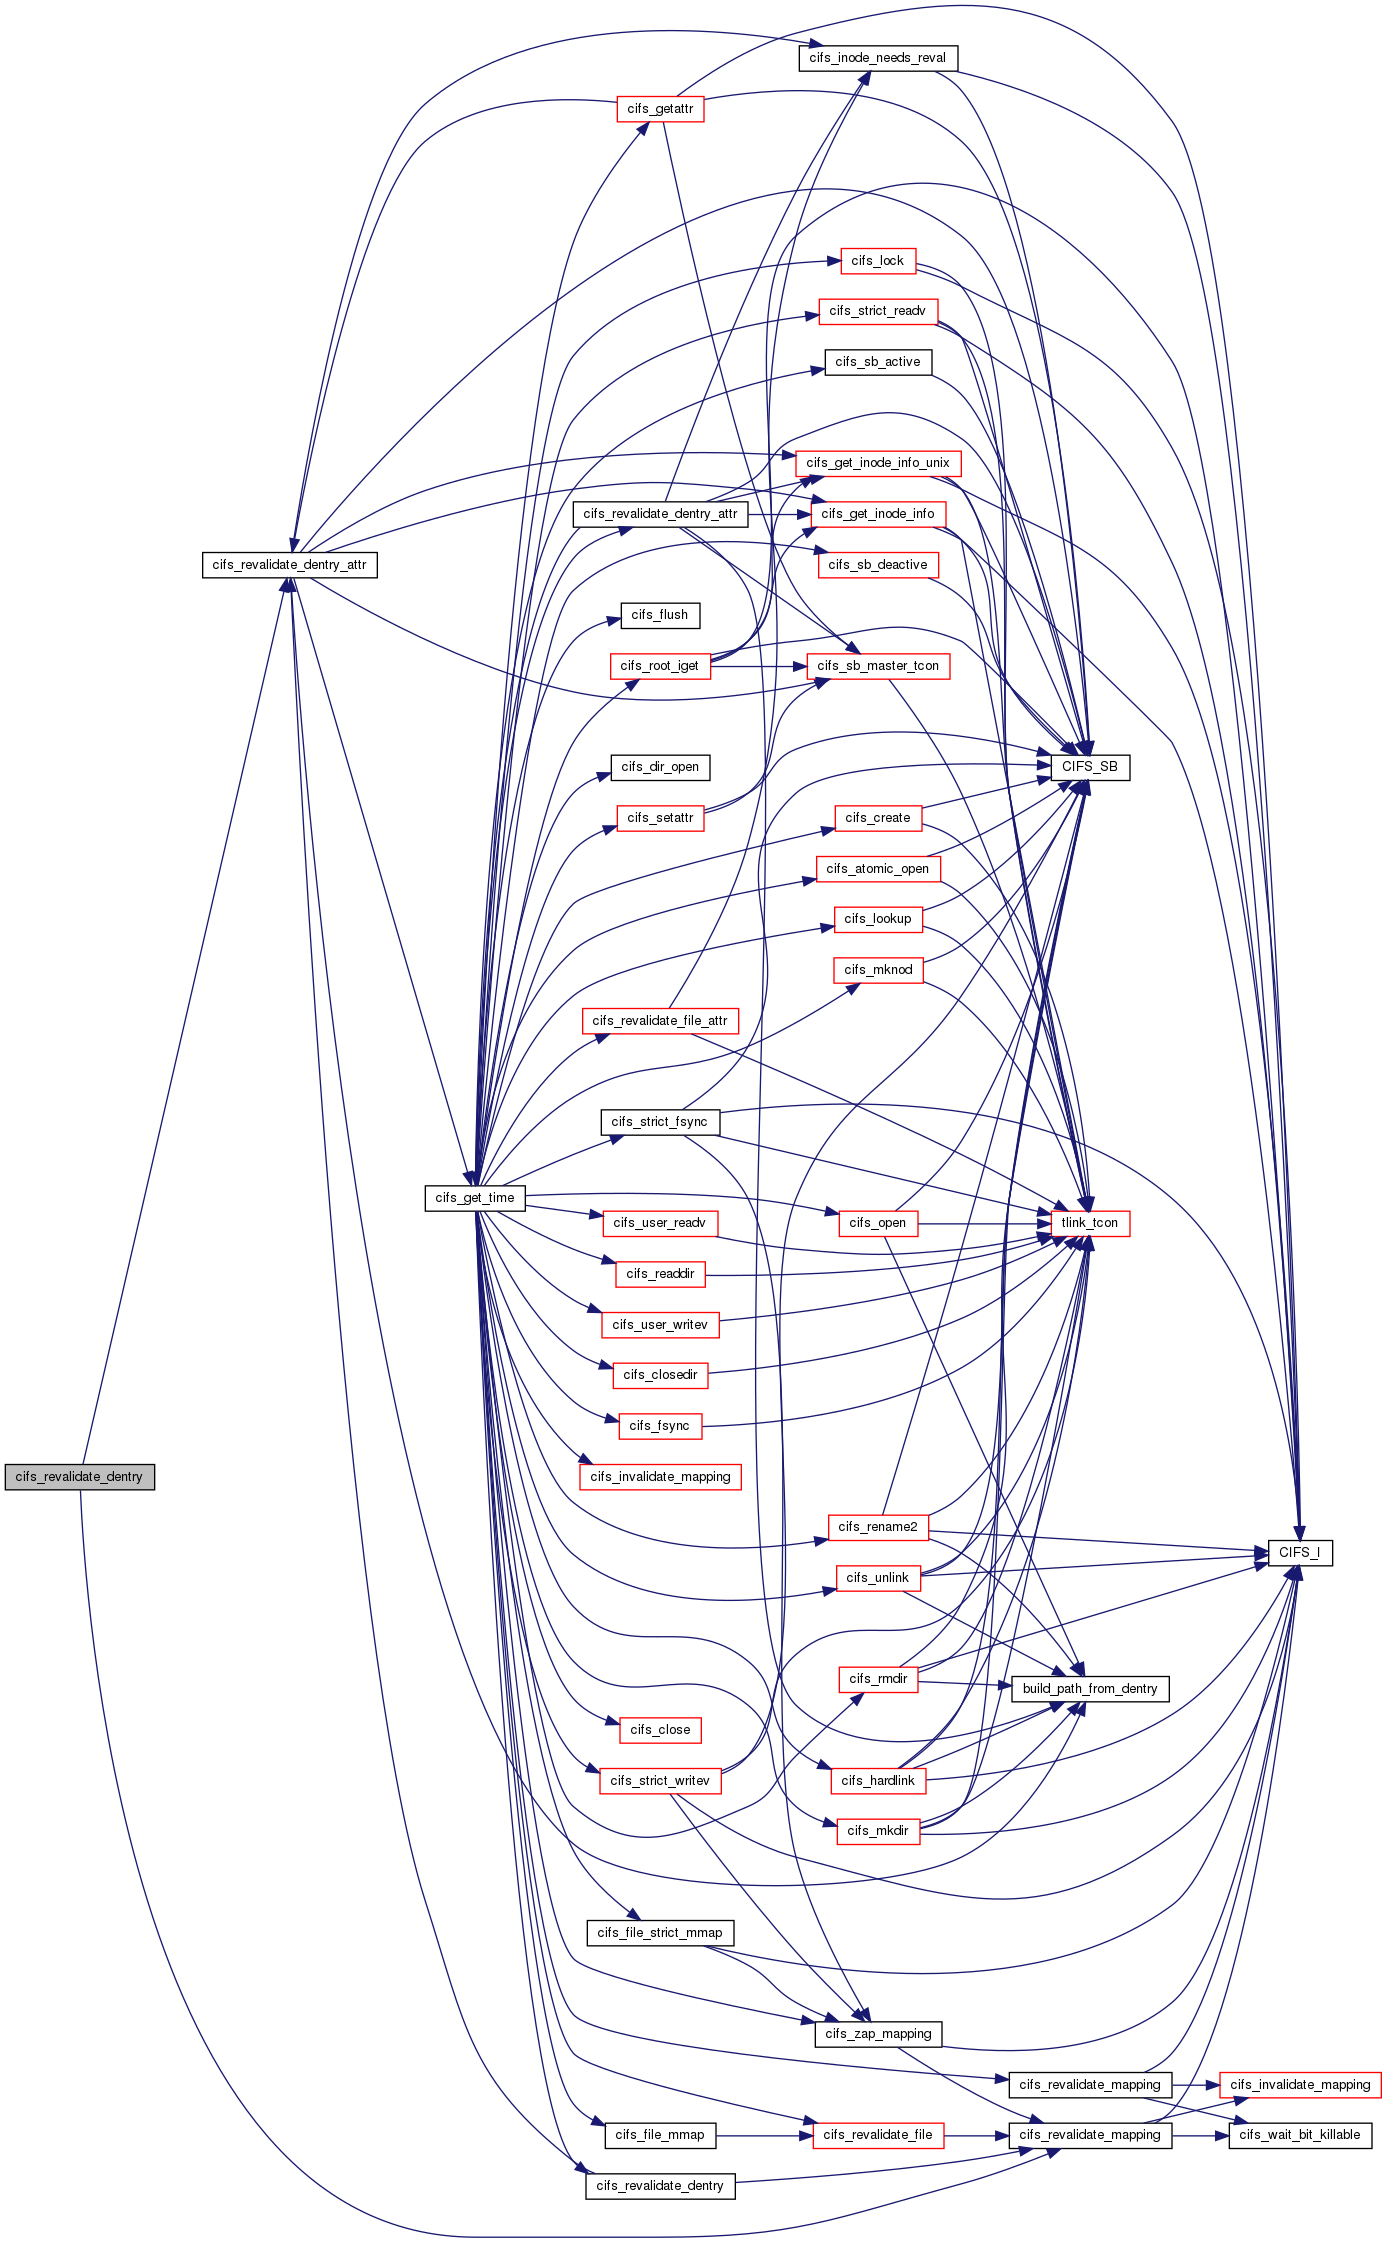 cifs_inode_needs_reval
cifs_getattr
cifs_lock
cifs_strict_readv
cifs_sb_active
cifs_get_inode_info_unix
cifs_revalidate_dentry_attr
cifs_get_inode_info
cifs_revalidate_dentry_attr
cifs_sb_deactive
cifs_flush
cifs_root_iget
cifs_sb_master_tcon
cifs_dir_open
CIFS_SB
cifs_setattr
cifs_create
cifs_atomic_open
cifs_lookup
cifs_mknod
cifs_revalidate_file_attr
cifs_strict_fsync
cifs_get_time
cifs_user_readv
cifs_open
tlink_tcon
cifs_readdir
cifs_user_writev
cifs_closedir
cifs_fsync
cifs_revalidate_dentry
cifs_invalidate_mapping
cifs_rename2
CIFS_I
cifs_unlink
cifs_rmdir
build_path_from_dentry
cifs_close
cifs_strict_writev
cifs_hardlink
cifs_mkdir
cifs_file_strict_mmap
cifs_zap_mapping
cifs_revalidate_mapping
cifs_invalidate_mapping
cifs_file_mmap
cifs_revalidate_file
cifs_revalidate_mapping
cifs_wait_bit_killable
cifs_revalidate_dentry